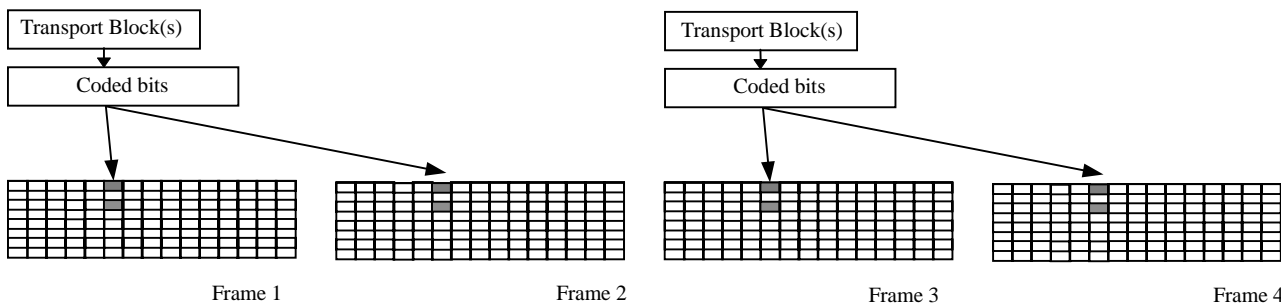 Transport Block(s)
Coded bits
Transport Block(s)
Coded bits
Frame 1
Frame 2
Frame 3
Frame 4